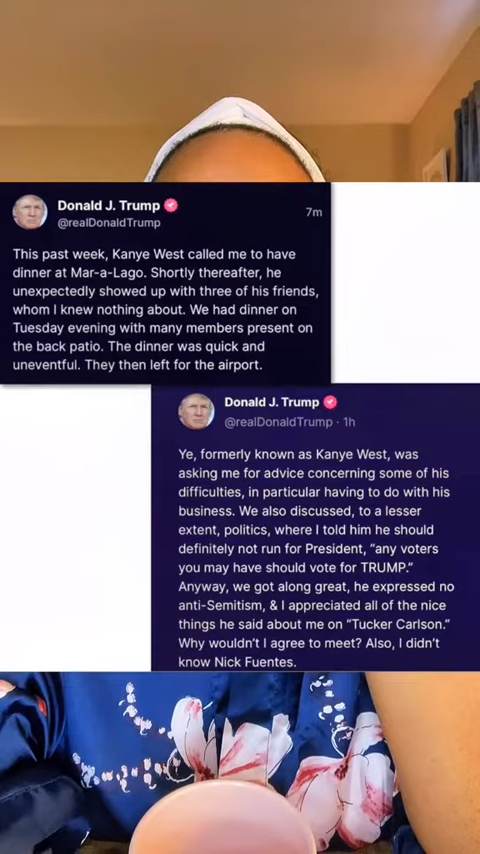 Donald J. Trump
@realDonaldTrump
7m
This past week, Kanye West called me to have
dinner at Mar-a-Lago. Shortly thereafter, he
unexpectedly showed up with three of his friends,
whom I knew nothing about. We had dinner on
Tuesday evening with many members present on
the back patio. The dinner was quick and
uneventful. They then left for the airport.
Donald J. Trump
@realDonaldTrump · 1h
Ye, formerly known as Kanye West, was
asking me for advice concerning some of his
difficulties, in particular having to do with his
business. We also discussed, to a lesser
extent, politics, where I told him he should
definitely not run for President, “any voters
you may have should vote for TRUMP.”
Anyway, we got along great, he expressed no
anti-Semitism, & I appreciated all of the nice
things he said about me on “Tucker Carlson.”
Why wouldn’t I agree to meet? Also, I didn’t
know Nick Fuentes.